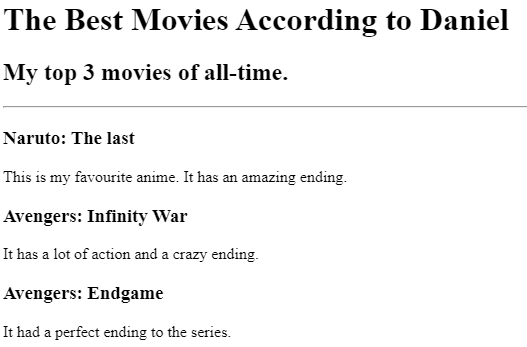 The Best Movies According to Daniel
My top 3 movies of all-time.
Naruto: The last
This is my favourite anime. It has an amazing ending.
Avengers: Infinity War
It has a lot of action and a crazy ending.
Avengers: Endgame
It had a perfect ending to the series.